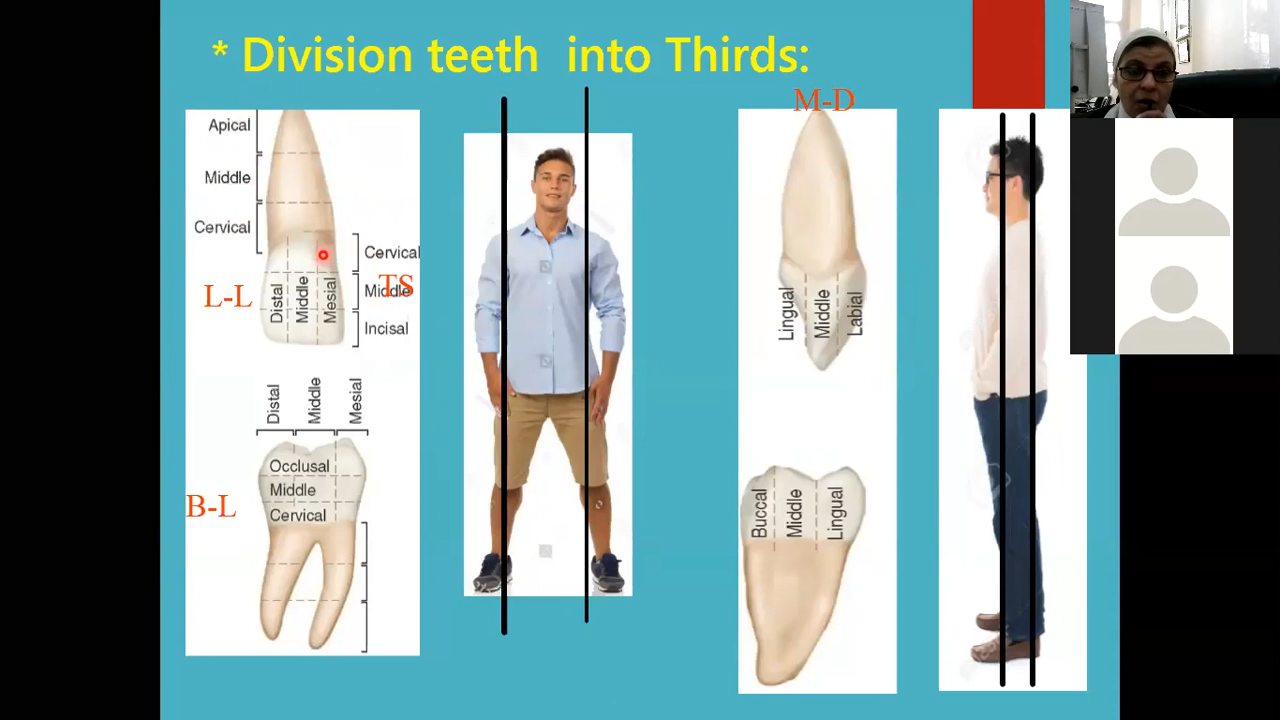 * Division teeth into Thirds:
M-D
Apical
Middle
Cervical
Cervical
TS
Middle
Incisal
L-L
Distal
Middle
Mesial
Lingual
Middle
Labial
Distal
Middle
Mesial
Occlusal
Middle
Cervical
B-L
Buccal
Middle
Lingual